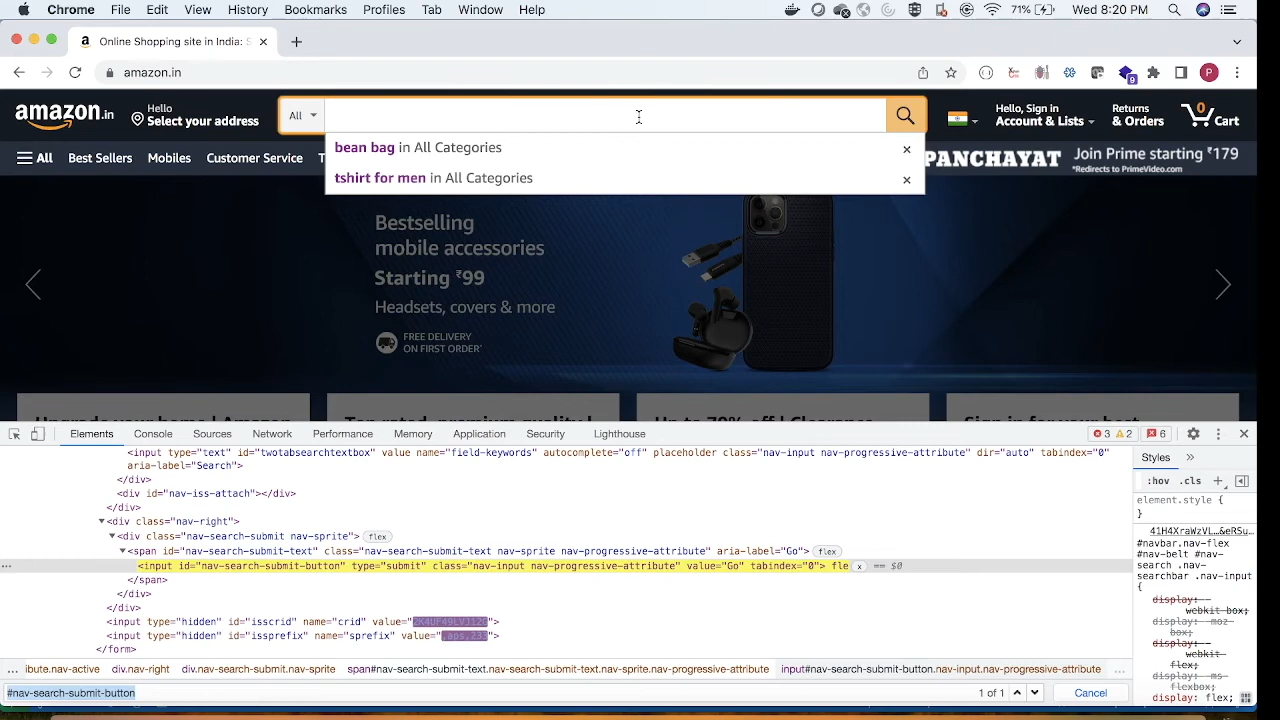 Chrome File Edit View History Bookmarks Profiles Tab Window Help 71% Wed 8:20 PM
a Online Shopping site in India: S
amazon.in 9 P
amazon.in
Hello
Select your address
All
Hello, Sign in
Account & Lists
Returns
& Orders
0
Cart
bean bag in All Categories
tshirt for men in All Categories
All Best Sellers Mobiles Customer Service T
PANCHAYAT
Join Prime starting ₹179
*Redirects to PrimeVideo.com
Bestselling
mobile accessories
Starting ₹99
Headsets, covers & more
FREE DELIVERY
ON FIRST ORDER*
Elements Console Sources Network Performance Memory Application Security Lighthouse 3 2 6
<input type="text" id="twotabsearchtextbox" value name="field-keywords" autocomplete="off" placeholder class="nav-input nav-progressive-attribute" dir="auto" tabindex="0"
aria-label="Search">
</div>
<div id="nav-iss-attach"></div>
</div>
<div class="nav-right">
<div class="nav-search-submit nav-sprite"> flex
<span id="nav-search-submit-text" class="nav-search-submit-text nav-sprite nav-progressive-attribute" aria-label="Go"> flex
... <input id="nav-search-submit-button" type="submit" class="nav-input nav-progressive-attribute" value="Go" tabindex="0"> fle x == $0
</span>
</div>
</div>
<input type="hidden" id="isscrid" name="crid" value="
<input type="hidden" id="issprefix" name="sprefix" value=",aps,233">
</form>
Styles
:hov .cls
element.style {
}
41H4XraWzVL…&eRSu…
#navbar.nav-flex
#nav-belt #nav-
search .nav-
searchbar .nav-input
{
display: -
webkit-box;
display: -moz-
box;
display: -
webkit-
flex;
display: -ms-
flexbox;
display: flex;
... ibute.nav-active div.nav-right div.nav-search-submit.nav-sprite span#nav-search-submit-text.nav-search-submit-text.nav-sprite.nav-progressive-attribute input#nav-search-submit-button.nav-input.nav-progressive-attribute ...
#nav-search-submit-button 1 of 1 Cancel